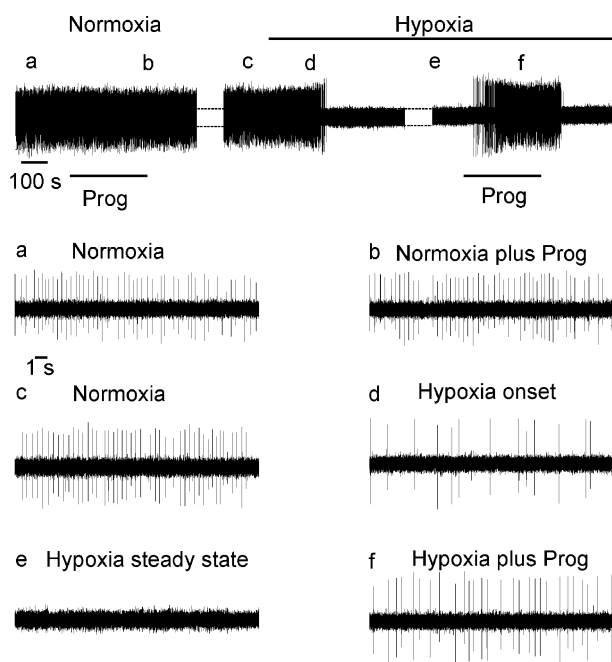 Normoxia Hypoxia
a b c d e f
100 s
Prog Prog
a Normoxia
b Normoxia plus Prog
1 s
c Normoxia
d Hypoxia onset
e Hypoxia steady state
f Hypoxia plus Prog